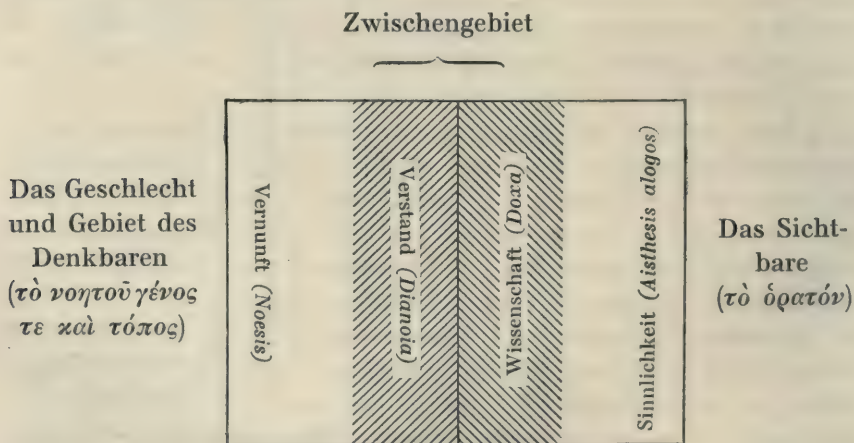 Zwischengebiet
Das Geschlecht
und Gebiet des
Denkbaren
(τὸ νοητοῦ γένος
τε καὶ τόπος)
Vernunft (Noesis)
Verstand (Dianoia)
Wissenschaft (Doxa)
Sinnlichkeit (Aisthesis alogos)
Das Sicht-
bare
(τὸ ὁρατόν)